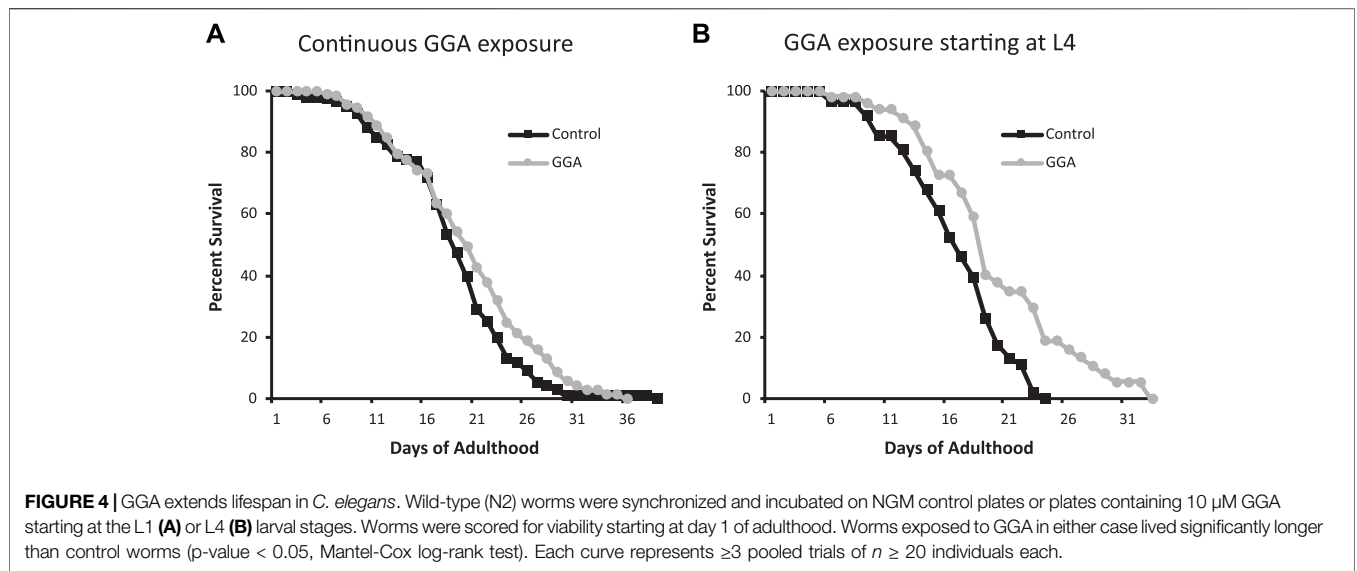 A
Continuous GGA exposure
Percent Survival
100
80
60
40
20
0
1 6 11 16 21 26 31 36
Days of Adulthood
Control
GGA
B
GGA exposure starting at L4
Percent Survival
100
80
60
40
20
0
1 6 11 16 21 26 31
Days of Adulthood
Control
GGA
FIGURE 4 | GGA extends lifespan in C. elegans. Wild-type (N2) worms were synchronized and incubated on NGM control plates or plates containing 10 µM GGA
starting at the L1 (A) or L4 (B) larval stages. Worms were scored for viability starting at day 1 of adulthood. Worms exposed to GGA in either case lived significantly longer
than control worms (p-value < 0.05, Mantel-Cox log-rank test). Each curve represents ≥3 pooled trials of n ≥ 20 individuals each.